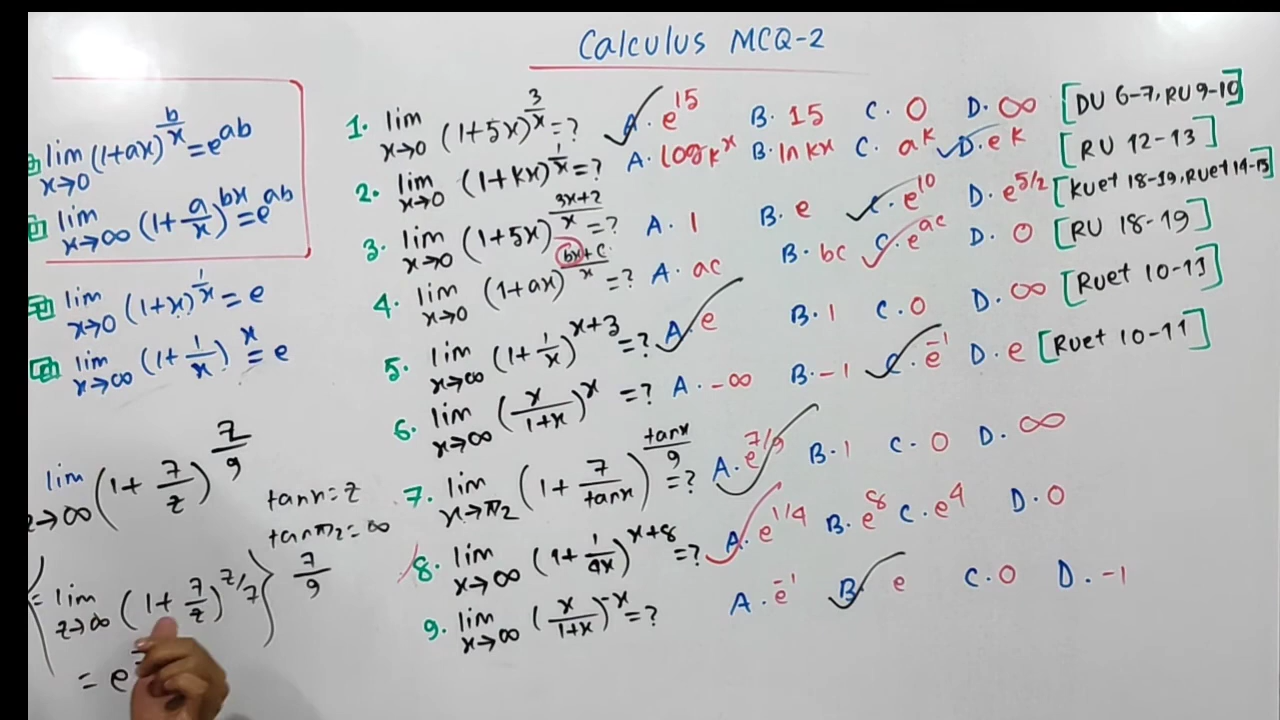 Calculus MCQ-2
lim x→0 (1+ax)^(b/x) = e^(ab)
lim x→∞ (1+a/x)^(bx) = e^(ab)
lim x→0 (1+x)^(1/x) = e
lim x→∞ (1+1/x)^x = e
1. lim x→0 (1+5x)^(3/x) = ? A. e^15 B. 15 C. 0 D. ∞ [DU 6-7, RU 9-10]
2. lim x→0 (1+kx)^(1/x) = ? A. log k^x B. ln kx C. a^k D. e^k [RU 12-13]
3. lim x→0 (1+5x)^((3x+2)/x) = ? A. 1 B. e C. e^10 D. e^(5/2) [Kuet 18-19, Ruet 14-15]
4. lim x→0 (1+ax)^((bx+c)/x) = ? A. ac B. bc C. e^(ac) D. 0 [RU 18-19]
5. lim x→∞ (1+1/x)^(x+3) = ? A. e B. 1 C. 0 D. ∞ [Ruet 10-11]
6. lim x→∞ (x/(1+x))^x = ? A. -∞ B. -1 C. e^-1 D. e [Ruet 10-11]
7. lim x→π/2 (1+7/tanx)^(tanx/9) = ? A. e^(7/9) B. 1 C. 0 D. ∞
8. lim x→∞ (1+1/4x)^(x+8) = ? A. e^(1/4) B. e^8 C. e^4 D. 0
9. lim x→∞ (x/(1+x))^(-x) = ? A. e^-1 B. e C. 0 D. -1
lim z→∞ (1+7/z)^(z/9)
tanx=z
tanπ/2=∞
= { lim z→∞ (1+7/z)^(z/7) }^(7/9)
= e